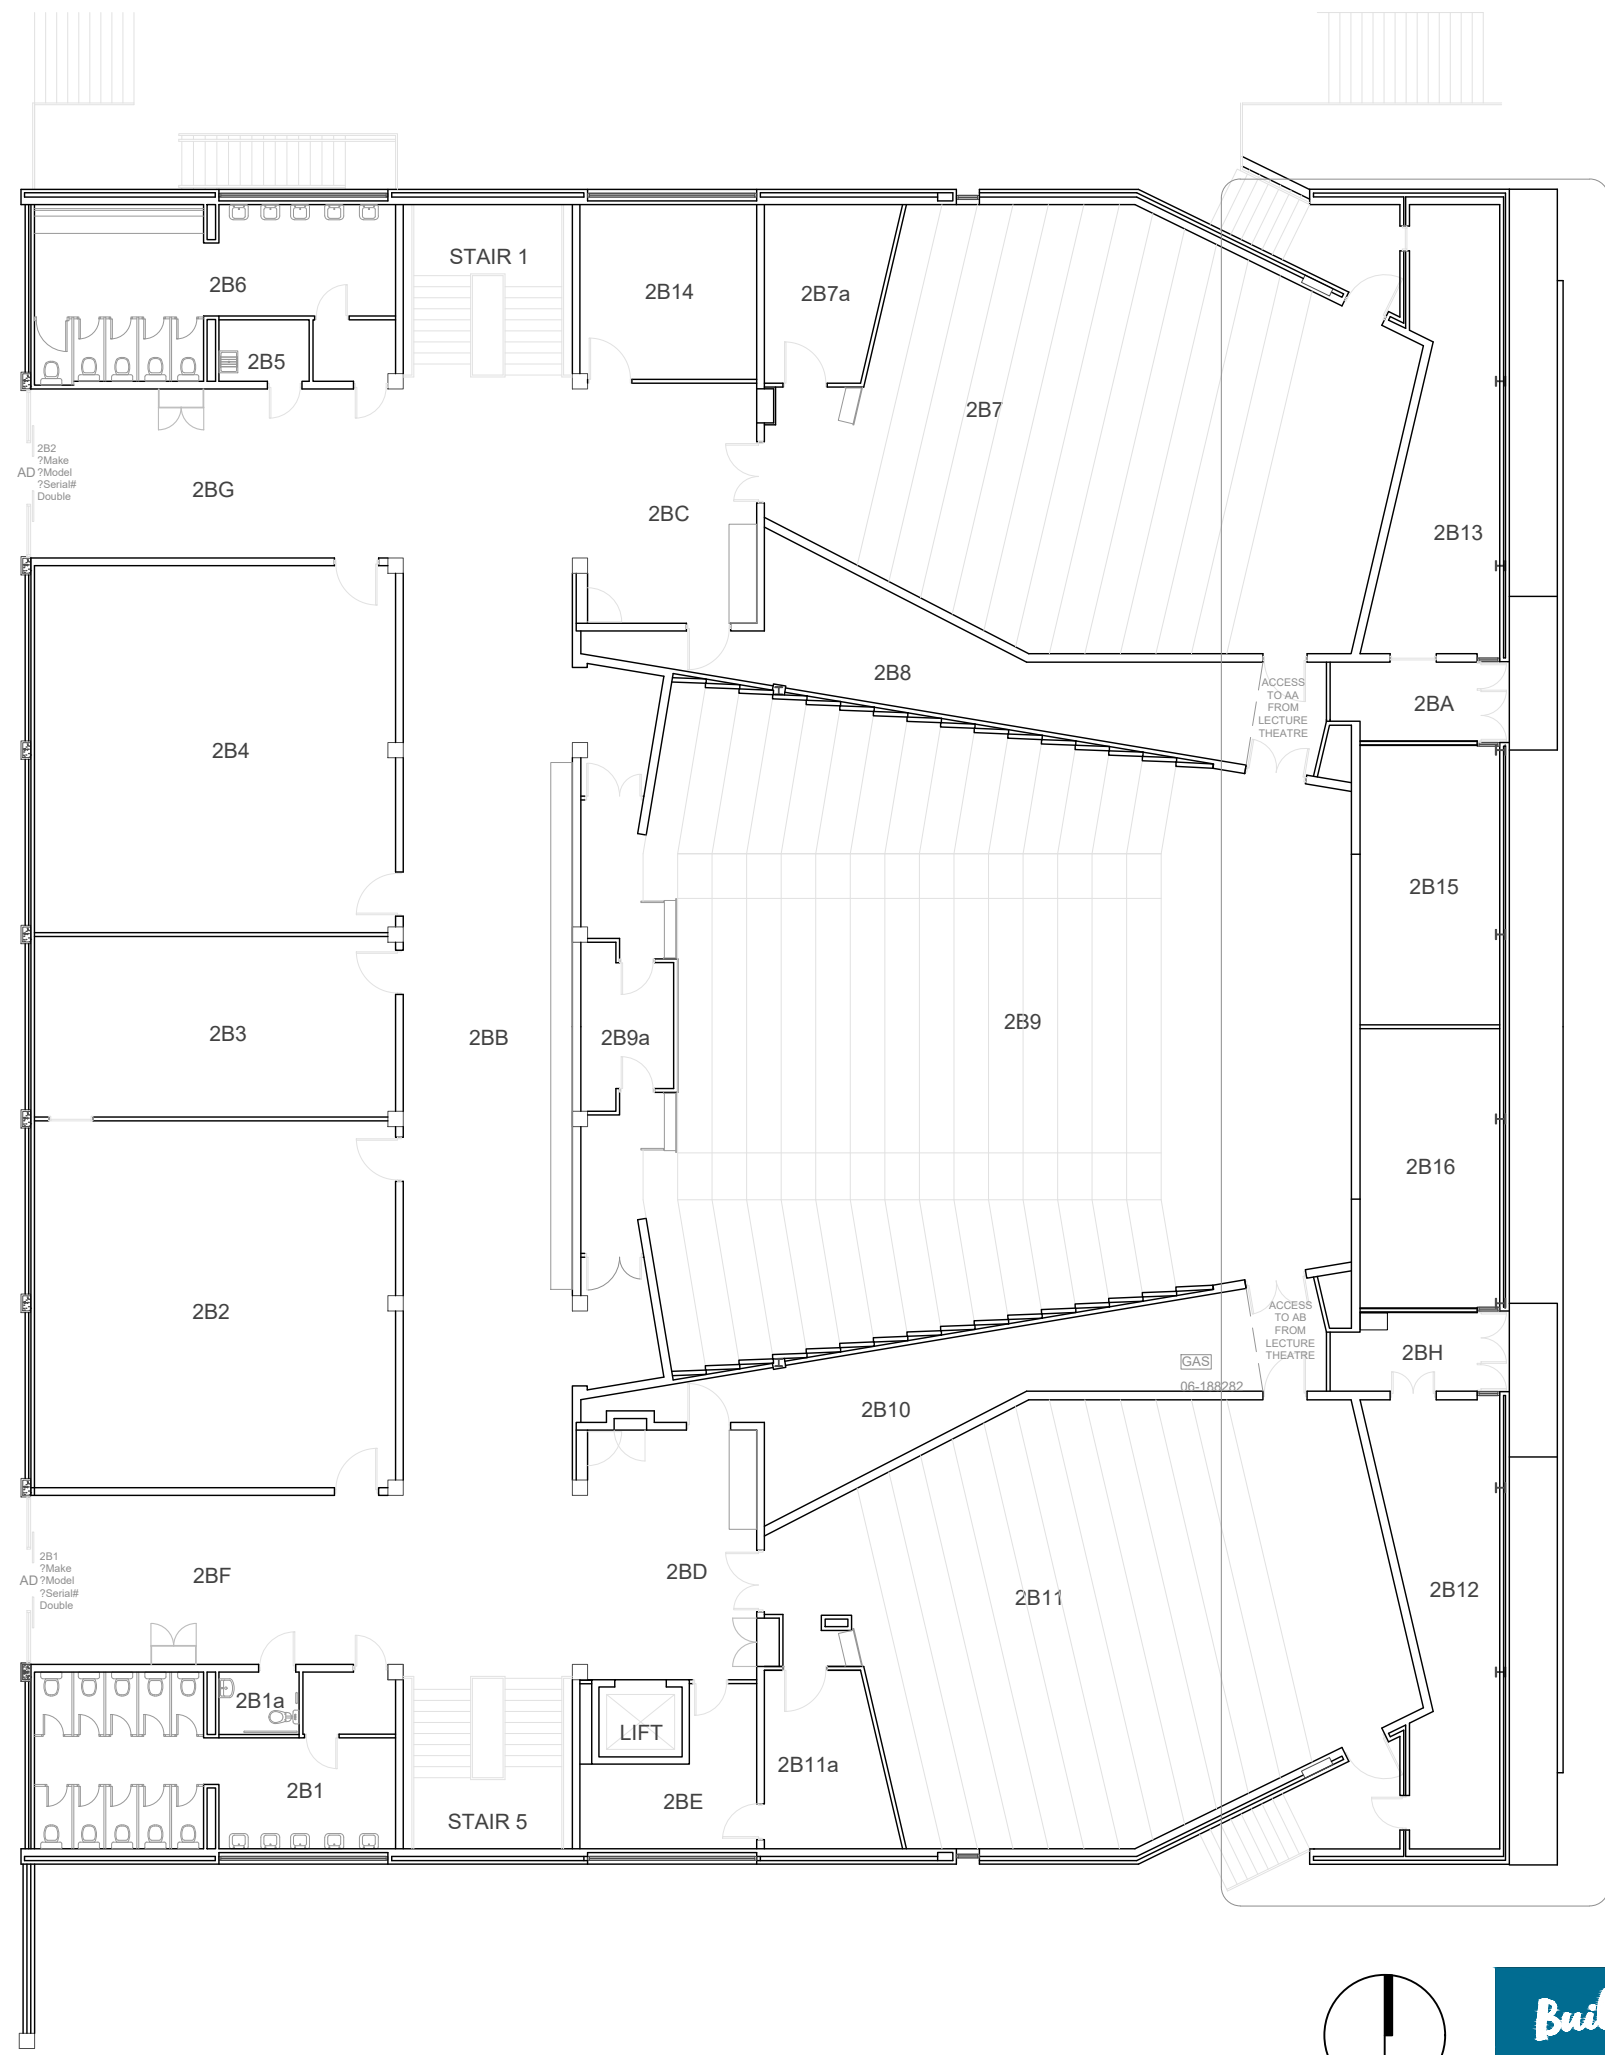 STAIR 1
2B6
2B14
2B7a
2B5
2B7
2B2
?Make
AD ?Model
?Serial#
Double
2BG
2BC
2B13
2B8
ACCESS
TO AA
FROM
LECTURE
THEATRE
2BA
2B4
2B15
2B9
2B3
2BB
2B9a
2B16
2B2
ACCESS
TO AB
FROM
LECTURE
THEATRE
GAS
06-188282
2BH
2B10
2B1
?Make
AD ?Model
?Serial#
Double
2BF
2BD
2B11
2B12
2B1a
LIFT
2B11a
2B1
2BE
STAIR 5